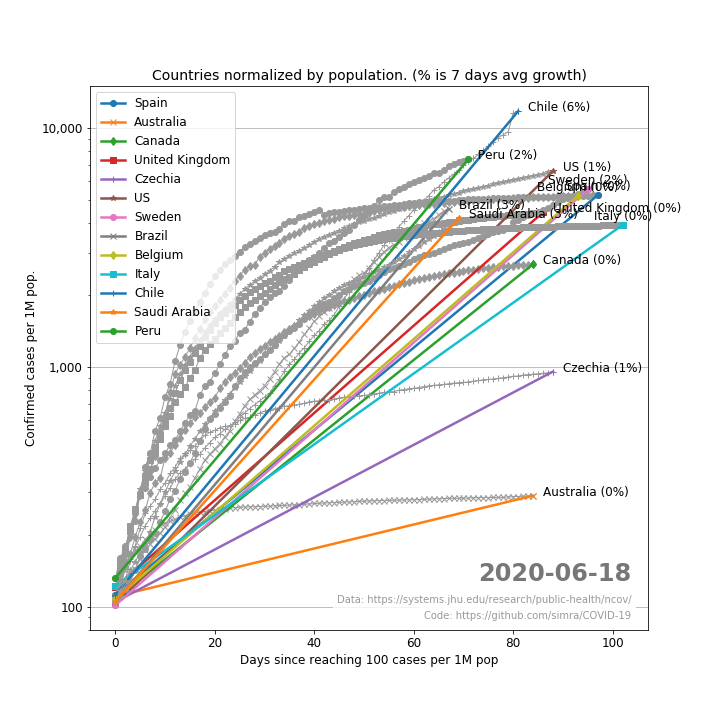 Countries normalized by population. (% is 7 days avg growth)
Confirmed cases per 1M pop.
10,000
1,000
100
Spain
Australia
Canada
United Kingdom
Czechia
US
Sweden
Brazil
Belgium
Italy
Chile
Saudi Arabia
Peru
Chile (6%)
Peru (2%)
US (1%)
Sweden (2%)
Belgium (0%)
Spain (0%)
Brazil (3%)
United Kingdom (0%)
Saudi Arabia (3%)
Italy (0%)
Canada (0%)
Czechia (1%)
Australia (0%)
2020-06-18
Data: https://systems.jhu.edu/research/public-health/ncov/
Code: https://github.com/simra/COVID-19
0 20 40 60 80 100
Days since reaching 100 cases per 1M pop